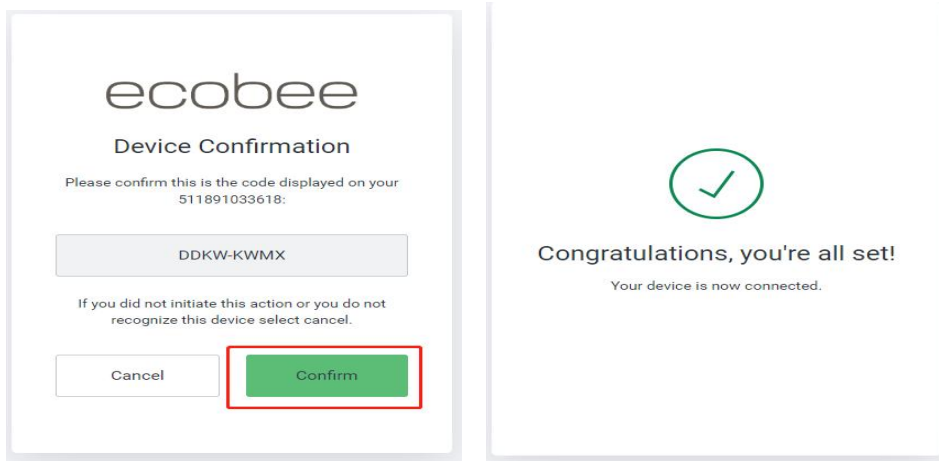 ecobee
Device Confirmation
Please confirm this is the code displayed on your
511891033618:
DDKW-KWMX
If you did not initiate this action or you do not
recognize this device select cancel.
Cancel
Confirm
Congratulations, you're all set!
Your device is now connected.